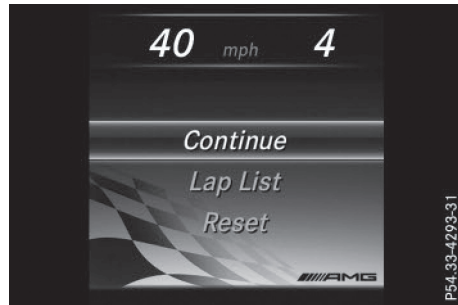 40 mph 4
Continue
Lap List
Reset
AMG
P54.33-4293-31